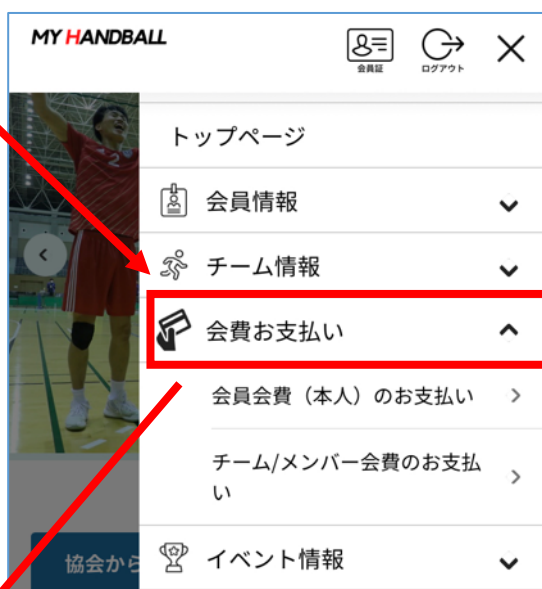 MY HANDBALL
会員証
ログアウト
トップページ
会員情報
チーム情報
会費お支払い
会員会費（本人）のお支払い
チーム/メンバー会費のお支払
い
イベント情報
協会から
2